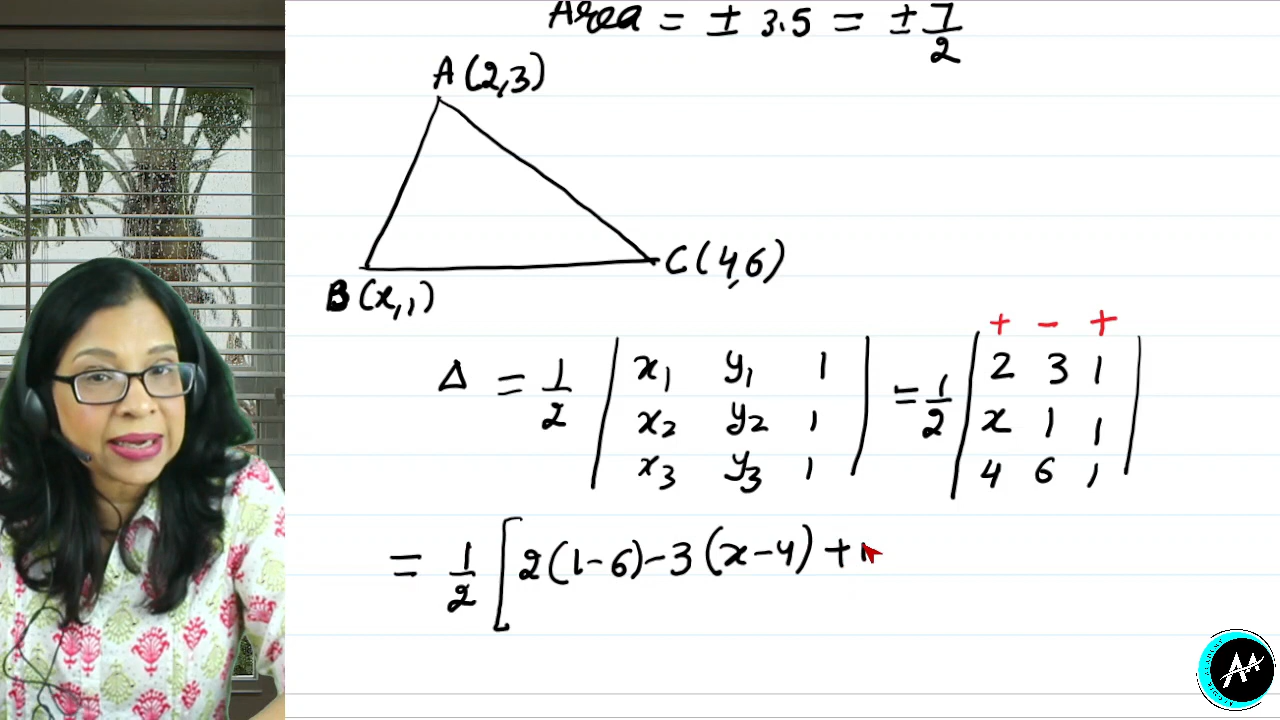 Area = ± 3.5 = ± 7/2
A (2,3)
B (x,1)
C (4,6)
+ − +
Δ = 1/2 | x₁ y₁ 1 | = 1/2 | 2 3 1 |
| x₂ y₂ 1 | | x 1 1 |
| x₃ y₃ 1 | | 4 6 1 |
= 1/2 [ 2(1−6)−3(x−4)+1
A+